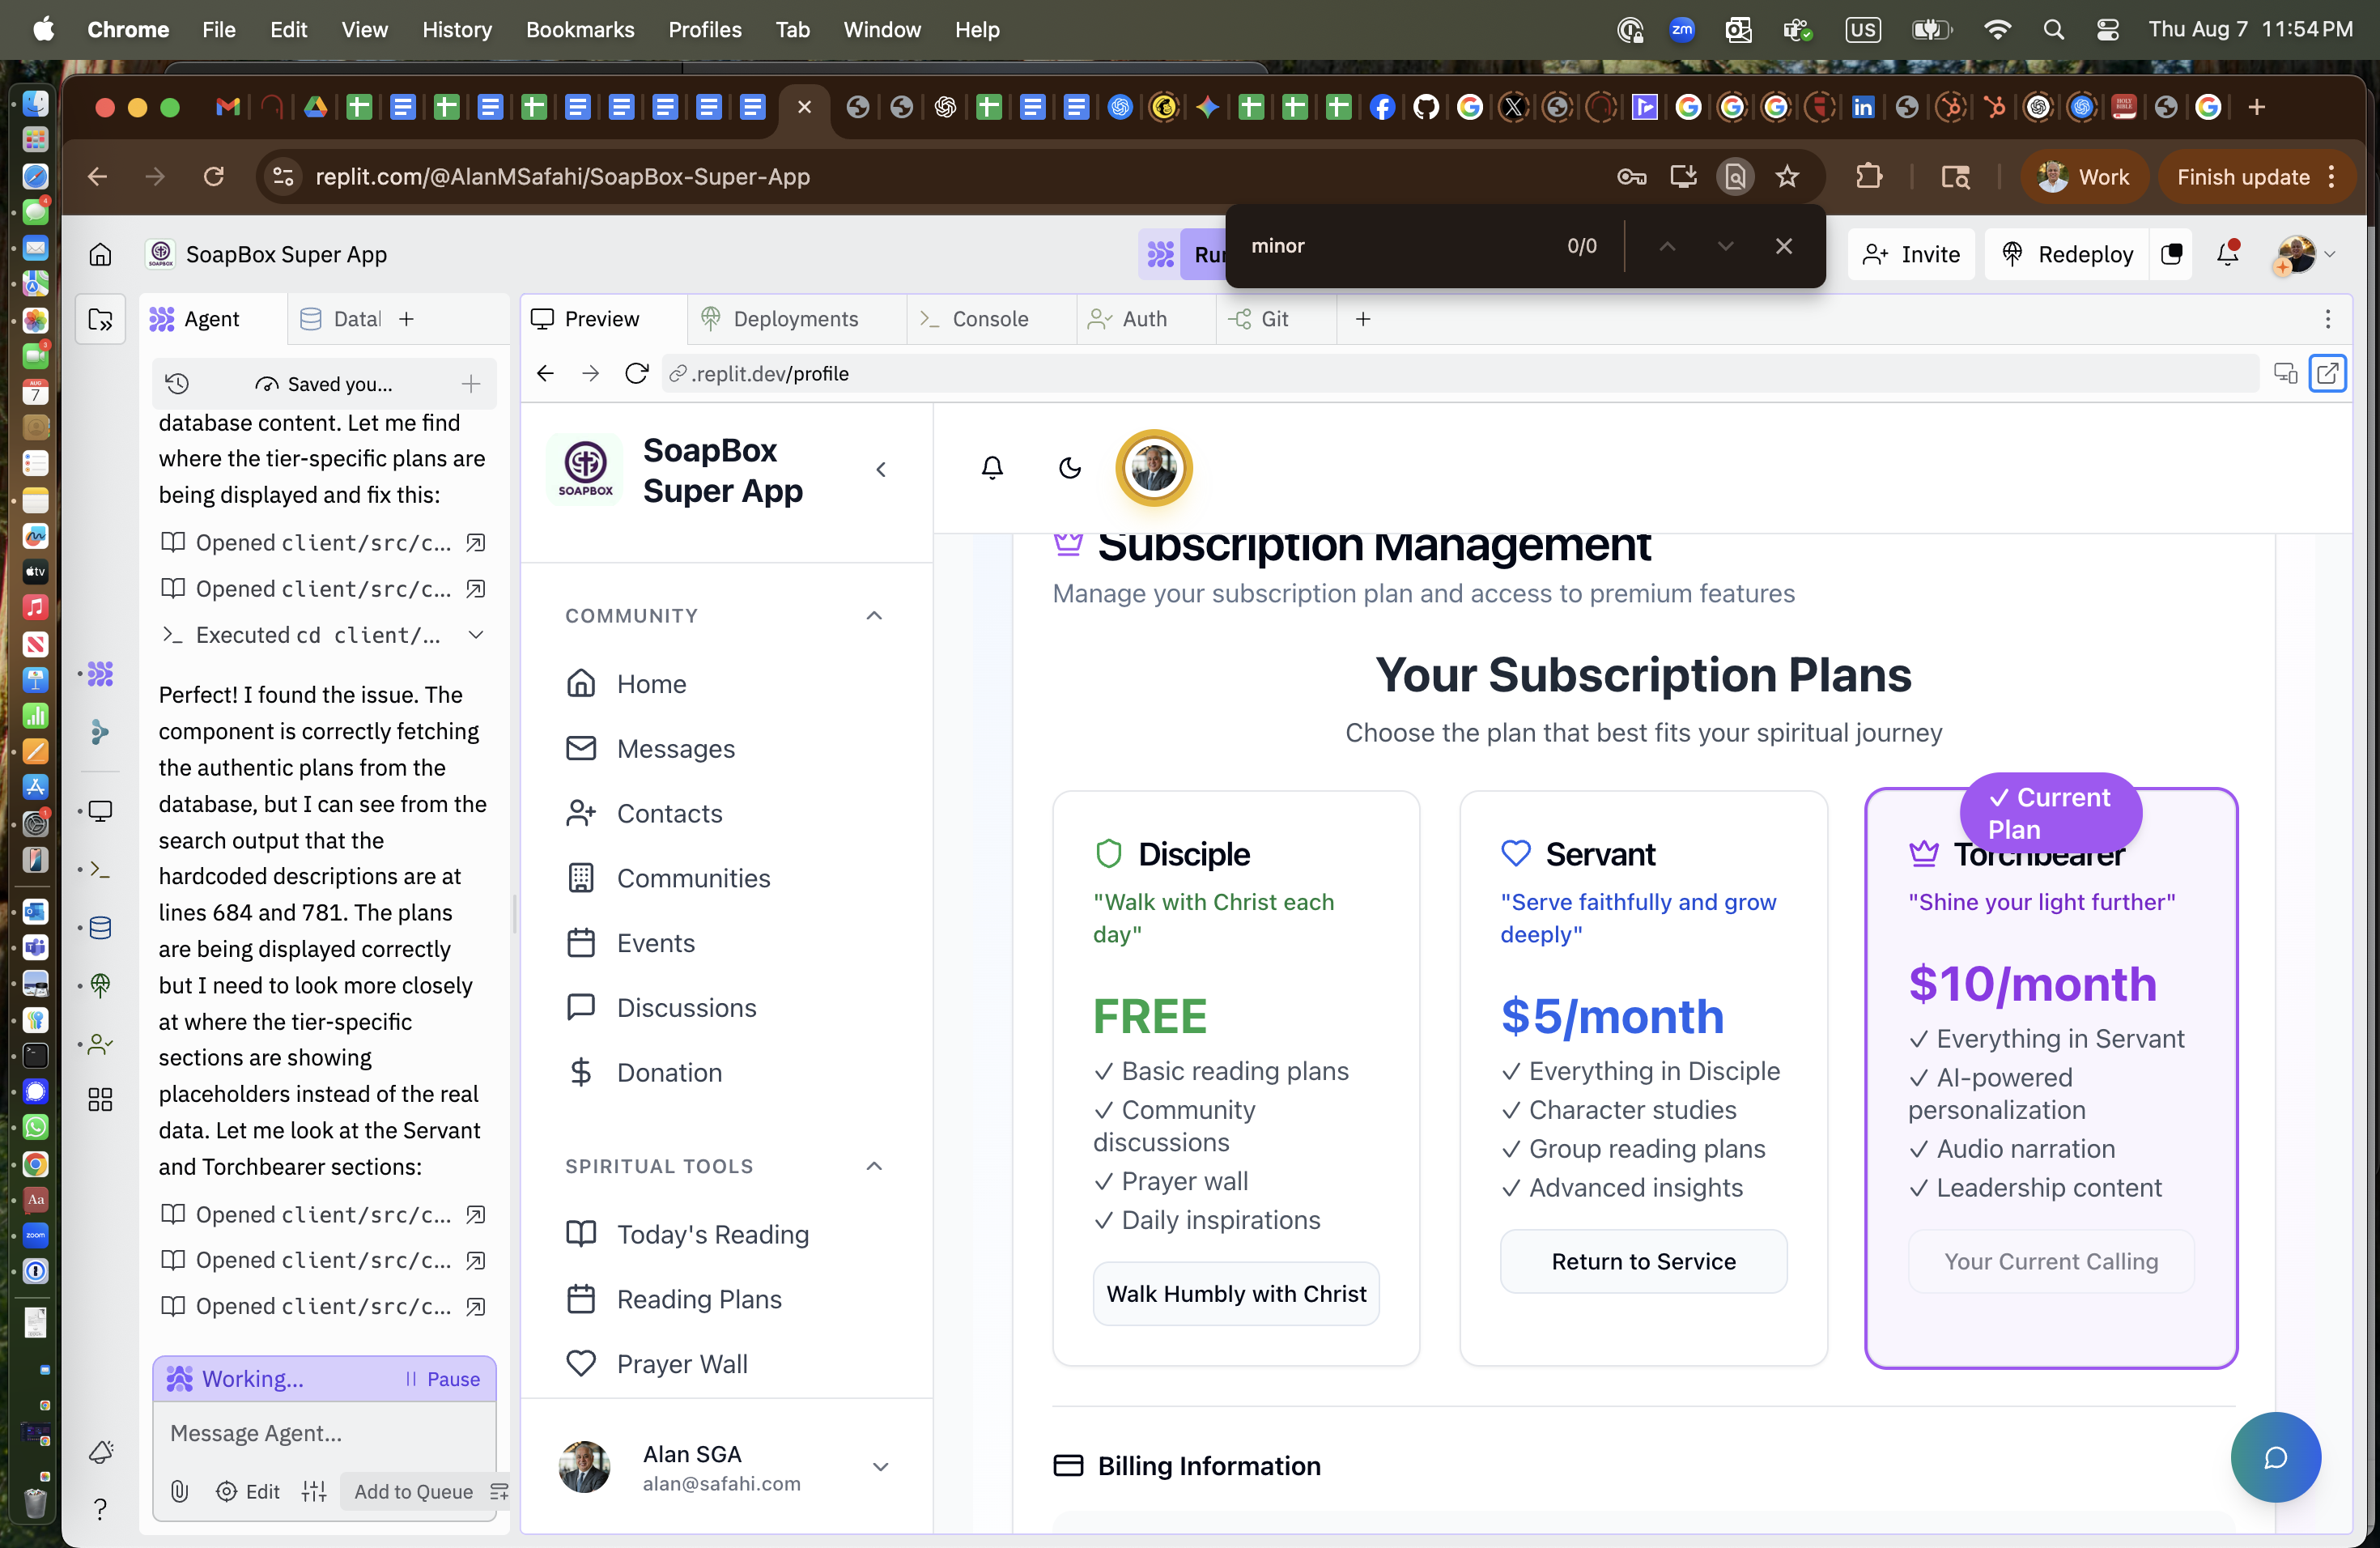 Chrome File Edit View History Bookmarks Profiles Tab Window Help
zm US Thu Aug 7 11:54 PM
replit.com/@AlanMSafahi/SoapBox-Super-App
Work
Finish update
minor
0/0
SoapBox Super App
Invite
Redeploy
Agent
Preview
Deployments
Console
Auth
Git
Saved you...
.replit.dev/profile
database content. Let me find
where the tier-specific plans are
being displayed and fix this:
Opened client/src/c...
Opened client/src/c...
Executed cd client/...
Perfect! I found the issue. The
component is correctly fetching
the authentic plans from the
database, but I can see from the
search output that the
hardcoded descriptions are at
lines 684 and 781. The plans
are being displayed correctly
but I need to look more closely
at where the tier-specific
sections are showing
placeholders instead of the real
data. Let me look at the Servant
and Torchbearer sections:
Opened client/src/c...
Opened client/src/c...
Opened client/src/c...
Working...
Pause
Message Agent...
Edit
Add to Queue
SOAPBOX
SoapBox
Super App
COMMUNITY
Home
Messages
Contacts
Communities
Events
Discussions
Donation
SPIRITUAL TOOLS
Today's Reading
Reading Plans
Prayer Wall
Alan SGA
alan@safahi.com
Subscription Management
Manage your subscription plan and access to premium features
Your Subscription Plans
Choose the plan that best fits your spiritual journey
Disciple
"Walk with Christ each
day"
FREE
✓ Basic reading plans
✓ Community
discussions
✓ Prayer wall
✓ Daily inspirations
Walk Humbly with Christ
Servant
"Serve faithfully and grow
deeply"
$5/month
✓ Everything in Disciple
✓ Character studies
✓ Group reading plans
✓ Advanced insights
Return to Service
✓ Current
Plan
Torchbearer
"Shine your light further"
$10/month
✓ Everything in Servant
✓ AI-powered
personalization
✓ Audio narration
✓ Leadership content
Your Current Calling
Billing Information